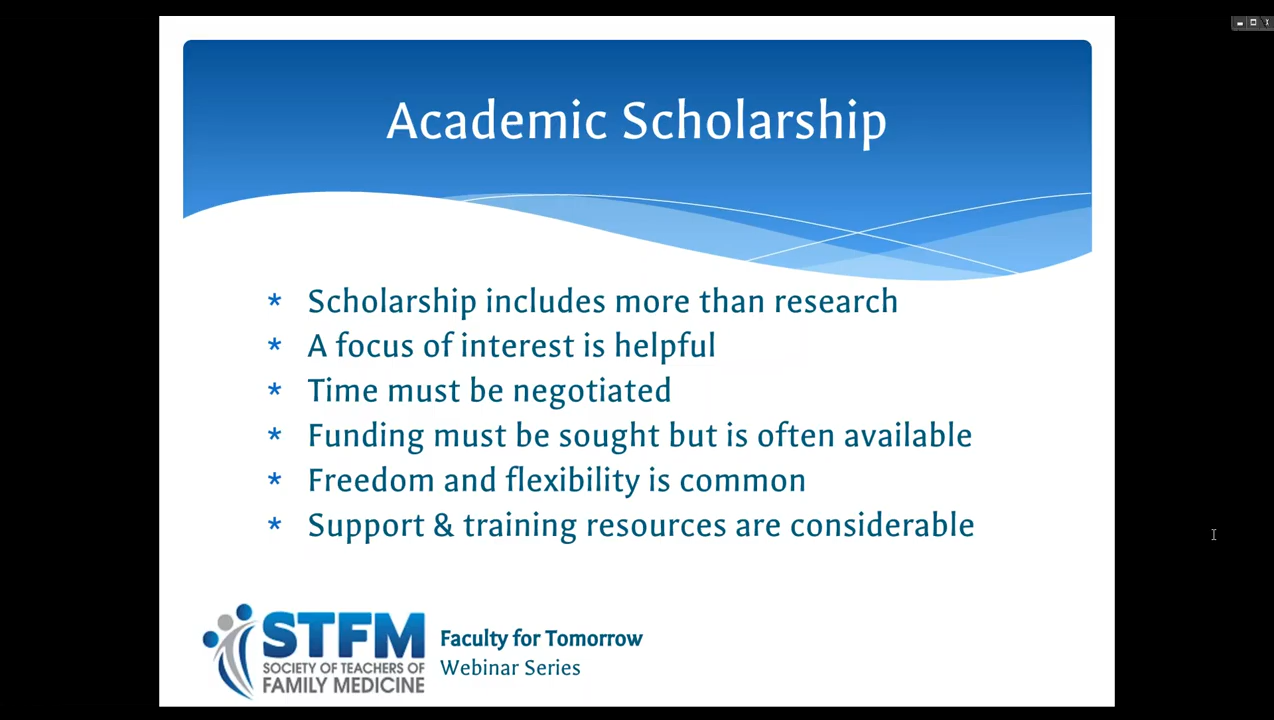 Academic Scholarship
* Scholarship includes more than research
* A focus of interest is helpful
* Time must be negotiated
* Funding must be sought but is often available
* Freedom and flexibility is common
* Support & training resources are considerable
STFM
SOCIETY OF TEACHERS OF
FAMILY MEDICINE
Faculty for Tomorrow
Webinar Series